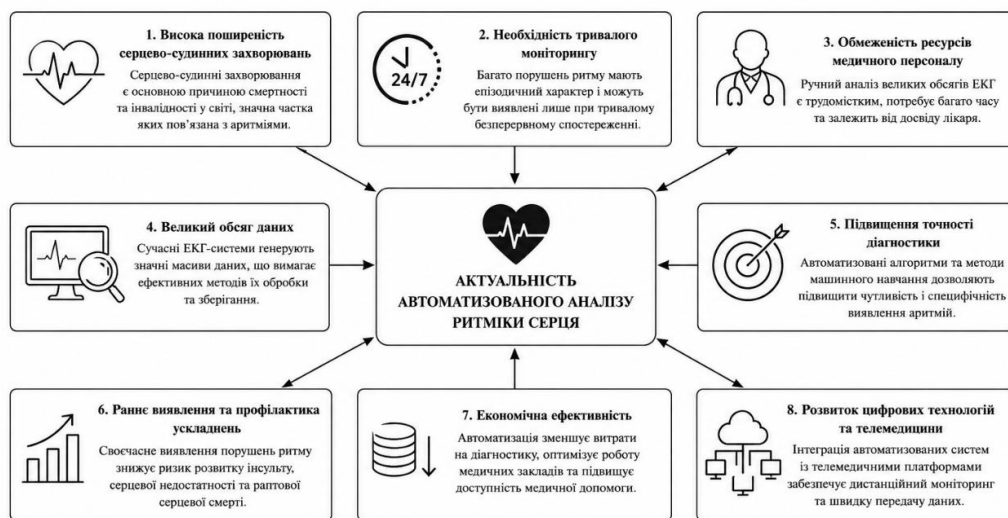 1. Висока поширеність
серцево-судинних захворювань
Серцево-судинні захворювання
є основною причиною смертності
та інвалідності у світі, значна частка
яких пов’язана з аритміями.
24/7
2. Необхідність тривалого
моніторингу
Багато порушень ритму мають
епізодичний характер і можуть
бути виявлені лише при тривалому
безперервному спостереженні.
3. Обмеженість ресурсів
медичного персоналу
Ручний аналіз великих обсягів ЕКГ
є трудомістким, потребує багато часу
та залежить від досвіду лікаря.
4. Великий обсяг даних
Сучасні ЕКГ-системи генерують
значні масиви даних, що вимагає
ефективних методів їх обробки
та зберігання.
АКТУАЛЬНІСТЬ
АВТОМАТИЗОВАНОГО АНАЛІЗУ
РИТМІКИ СЕРЦЯ
5. Підвищення точності
діагностики
Автоматизовані алгоритми та методи
машинного навчання дозволяють
підвищити чутливість і специфічність
виявлення аритмій.
6. Раннє виявлення та профілактика
ускладнень
Своєчасне виявлення порушень ритму
знижує ризик розвитку інсульту,
серцевої недостатності та раптової
серцевої смерті.
7. Економічна ефективність
Автоматизація зменшує витрати
на діагностику, оптимізує роботу
медичних закладів та підвищує
доступність медичної допомоги.
8. Розвиток цифрових технологій
та телемедицини
Інтеграція автоматизованих систем
із телемедичними платформами
забезпечує дистанційний моніторинг
та швидку передачу даних.